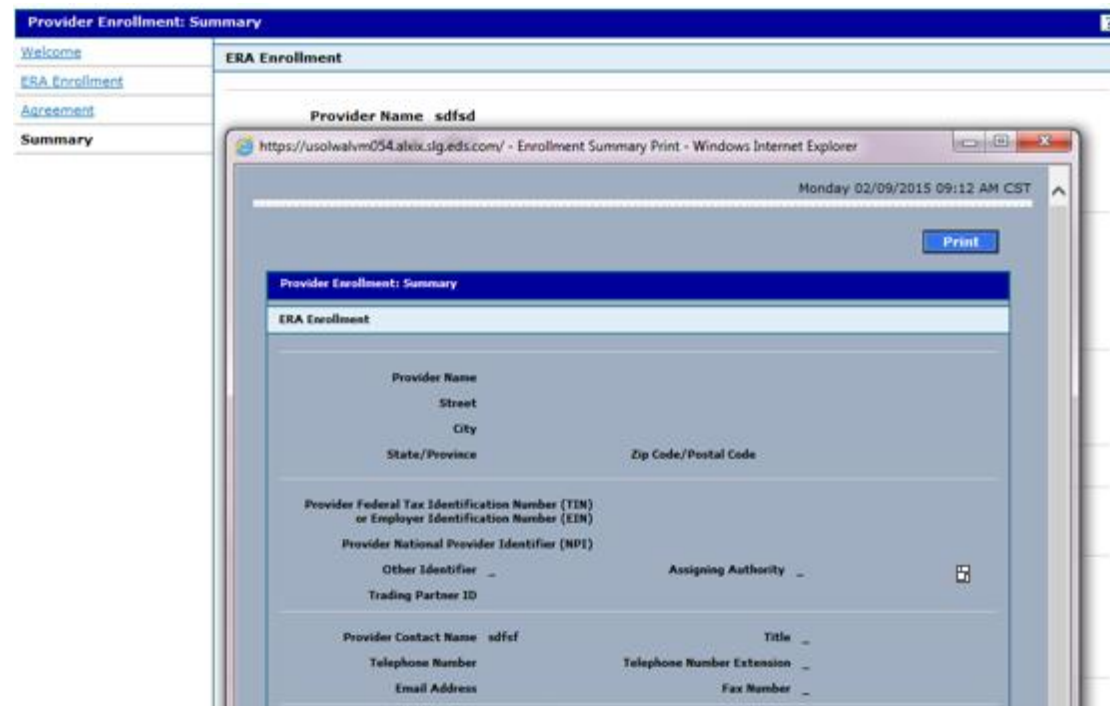 Provider Enrollment: Summary
?
Welcome
ERA Enrollment
ERA Enrollment
Agreement
Provider Name sdfsd
Summary
https://usolwalvm054.alxix.slg.eds.com/ - Enrollment Summary Print - Windows Internet Explorer
Monday 02/09/2015 09:12 AM CST
Print
Provider Enrollment: Summary
ERA Enrollment
Provider Name
Street
City
State/Province Zip Code/Postal Code
Provider Federal Tax Identification Number (TIN)
or Employer Identification Number (EIN)
Provider National Provider Identifier (NPI)
Other Identifier _ Assigning Authority _
Trading Partner ID
Provider Contact Name sdfsf Title _
Telephone Number Telephone Number Extension _
Email Address Fax Number _